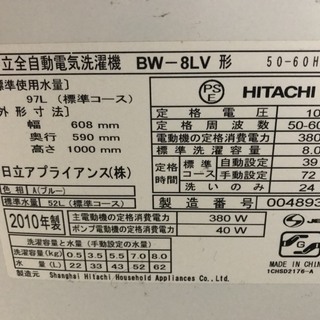 立全自動電気洗濯機 BW-8LV形 50-60H
標準使用水量
97L (標準コース)
外形寸法
幅 608 mm
奥行 590 mm
高さ 1000 mm
日立アプライアンス(株)
色相 A(ブルー)
標準水量 52L (標準コース)
PSE HITACHI
定格電圧 10
定格周波数 50-60
電動機の定格消費電力 380
標準洗濯容量 8.0
定格時間 標準コース 自動設定 39
手動設定 72
洗いのみ 24
製造番号 004893
2010年製
主電動機の定格消費電力 380 W
ポンプ電動機の定格消費電力 40 W
洗濯容量と水量 (手動設定の水量)
容量(kg) 0.5 3.5 5.5 7.0 8.0
水量(L) 22 33 43 52 62
MADE IN CHIN
1CHSD2176-A
製造元 Shanghai Hitachi Household Appliances Co., Ltd.